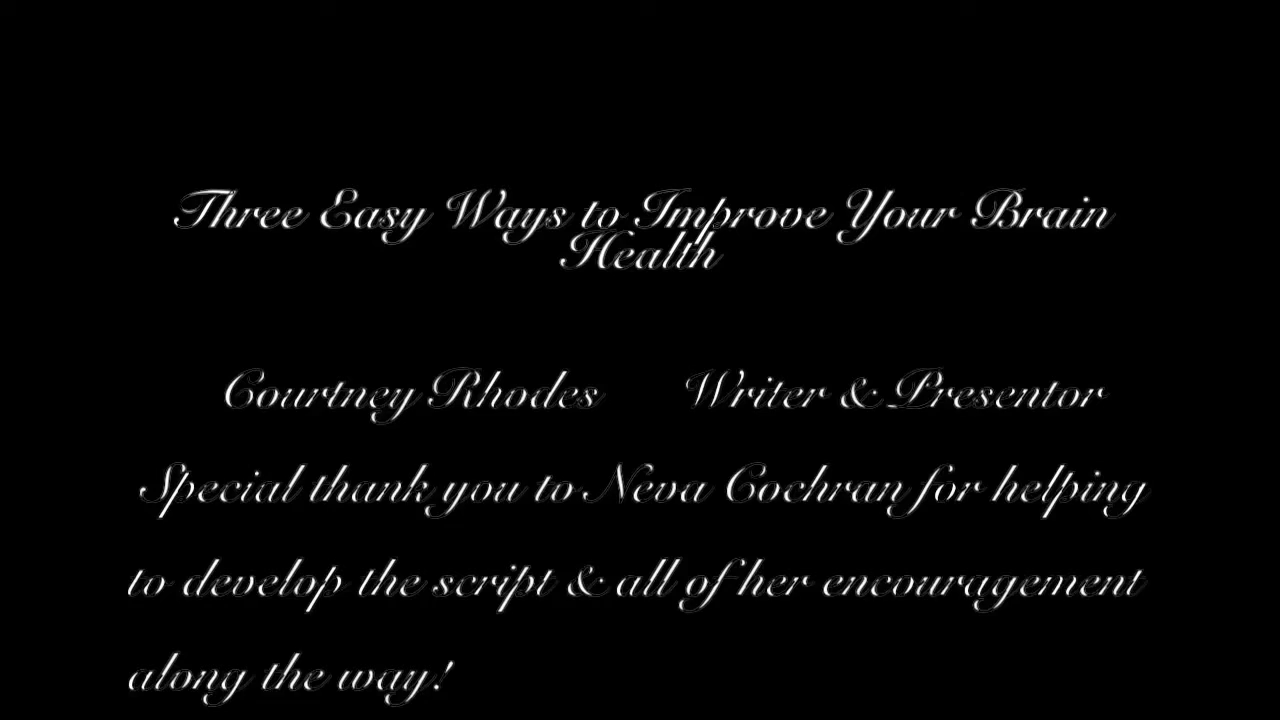 Three Easy Ways to Improve Your Brain
Health
Courtney Rhodes Writer & Presentor
Special thank you to Neva Cochran for helping
to develop the script & all of her encouragement
along the way!